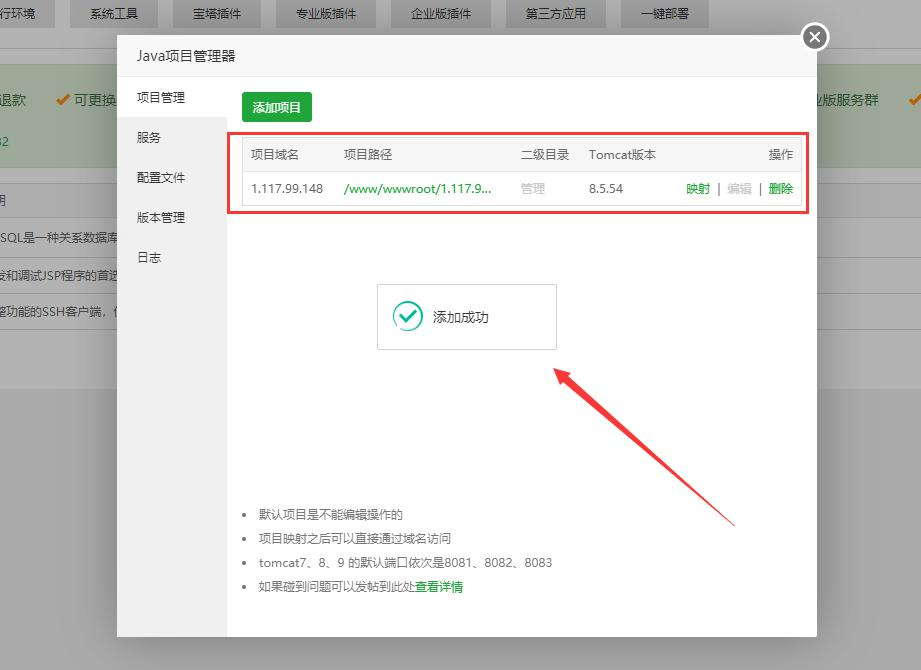 行环境 系统工具 宝塔插件 专业版插件 企业版插件 第三方应用 一键部署
Java项目管理器
退款 可更换
业版服务群
项目管理
服务
配置文件
版本管理
日志
添加项目
项目域名 项目路径 二级目录 Tomcat版本 操作
1.117.99.148 /www/wwwroot/1.117.9... 管理 8.5.54 映射 | 编辑 | 删除
32
明
SQL是一种关系数据库
发和调试JSP程序的首选
整功能的SSH客户端，
添加成功
默认项目是不能编辑操作的
项目映射之后可以直接通过域名访问
tomcat7、8、9 的默认端口依次是8081、8082、8083
如果碰到问题可以发帖到此处查看详情